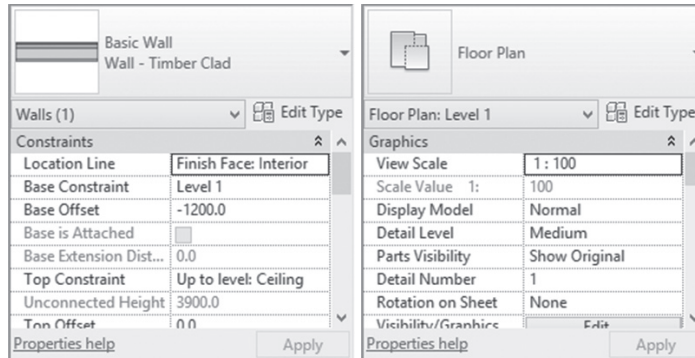 Basic Wall
Wall - Timber Clad
Walls (1)
Edit Type
Constraints
Location Line Finish Face: Interior
Base Constraint Level 1
Base Offset -1200.0
Base is Attached
Base Extension Dist... 0.0
Top Constraint Up to level: Ceiling
Unconnected Height 3900.0
Top Offset 0.0
Properties help Apply
Floor Plan
Floor Plan: Level 1
Edit Type
Graphics
View Scale 1 : 100
Scale Value 1: 100
Display Model Normal
Detail Level Medium
Parts Visibility Show Original
Detail Number 1
Rotation on Sheet None
Visibility/Graphics Edit
Properties help Apply